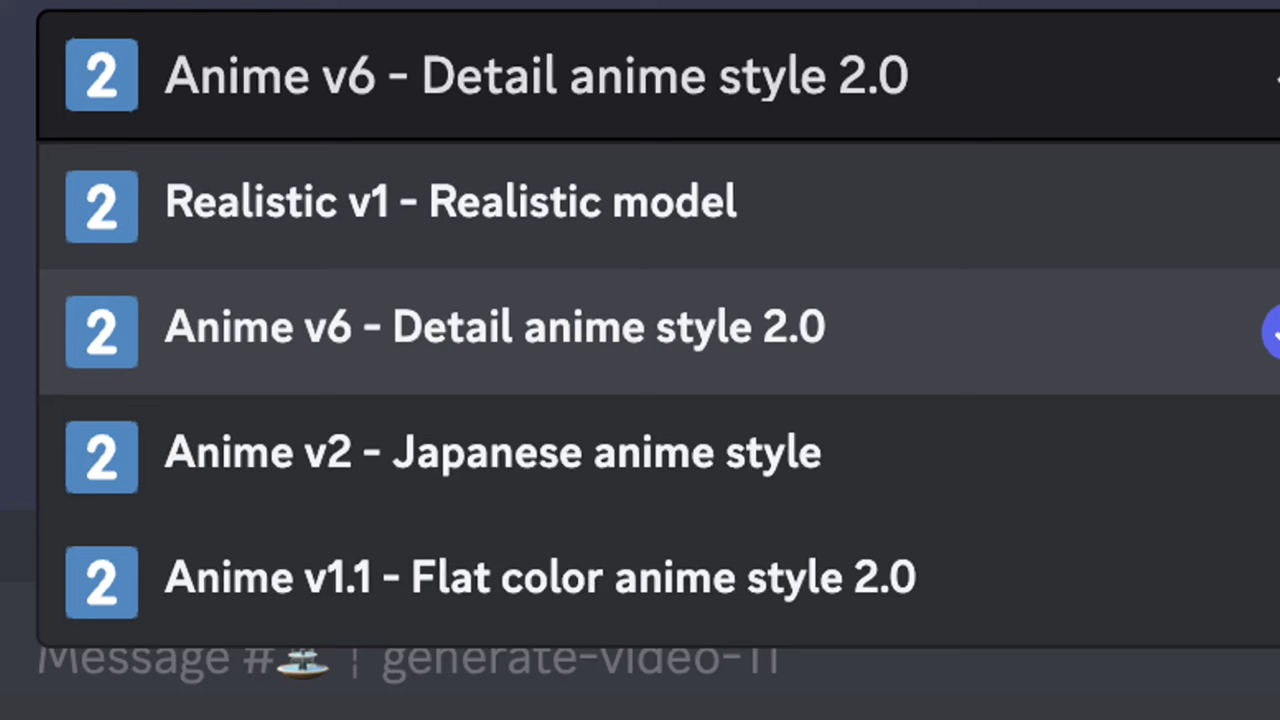 2 Anime v6 - Detail anime style 2.0
2 Realistic v1 - Realistic model
2 Anime v6 - Detail anime style 2.0
2 Anime v2 - Japanese anime style
2 Anime v1.1 - Flat color anime style 2.0
Message #⛲ ¦ generate-video-11